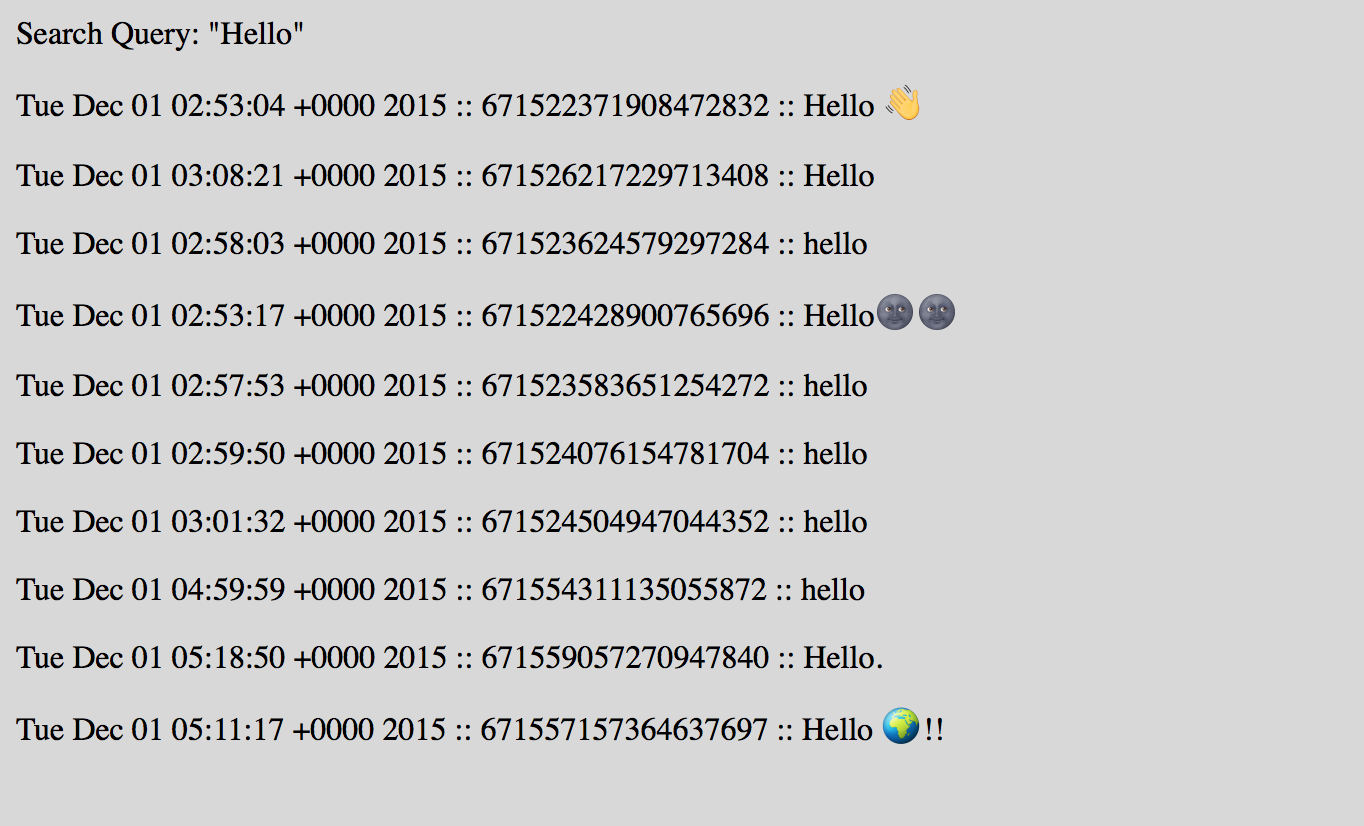 Search Query: "Hello"
Tue Dec 01 02:53:04 +0000 2015 :: 671522371908472832 :: Hello 👋
Tue Dec 01 03:08:21 +0000 2015 :: 671526217229713408 :: Hello
Tue Dec 01 02:58:03 +0000 2015 :: 671523624579297284 :: hello
Tue Dec 01 02:53:17 +0000 2015 :: 671522428900765696 :: Hello🌚🌚
Tue Dec 01 02:57:53 +0000 2015 :: 671523583651254272 :: hello
Tue Dec 01 02:59:50 +0000 2015 :: 671524076154781704 :: hello
Tue Dec 01 03:01:32 +0000 2015 :: 671524504947044352 :: hello
Tue Dec 01 04:59:59 +0000 2015 :: 671554311135055872 :: hello
Tue Dec 01 05:18:50 +0000 2015 :: 671559057270947840 :: Hello.
Tue Dec 01 05:11:17 +0000 2015 :: 671557157364637697 :: Hello 🌍!!